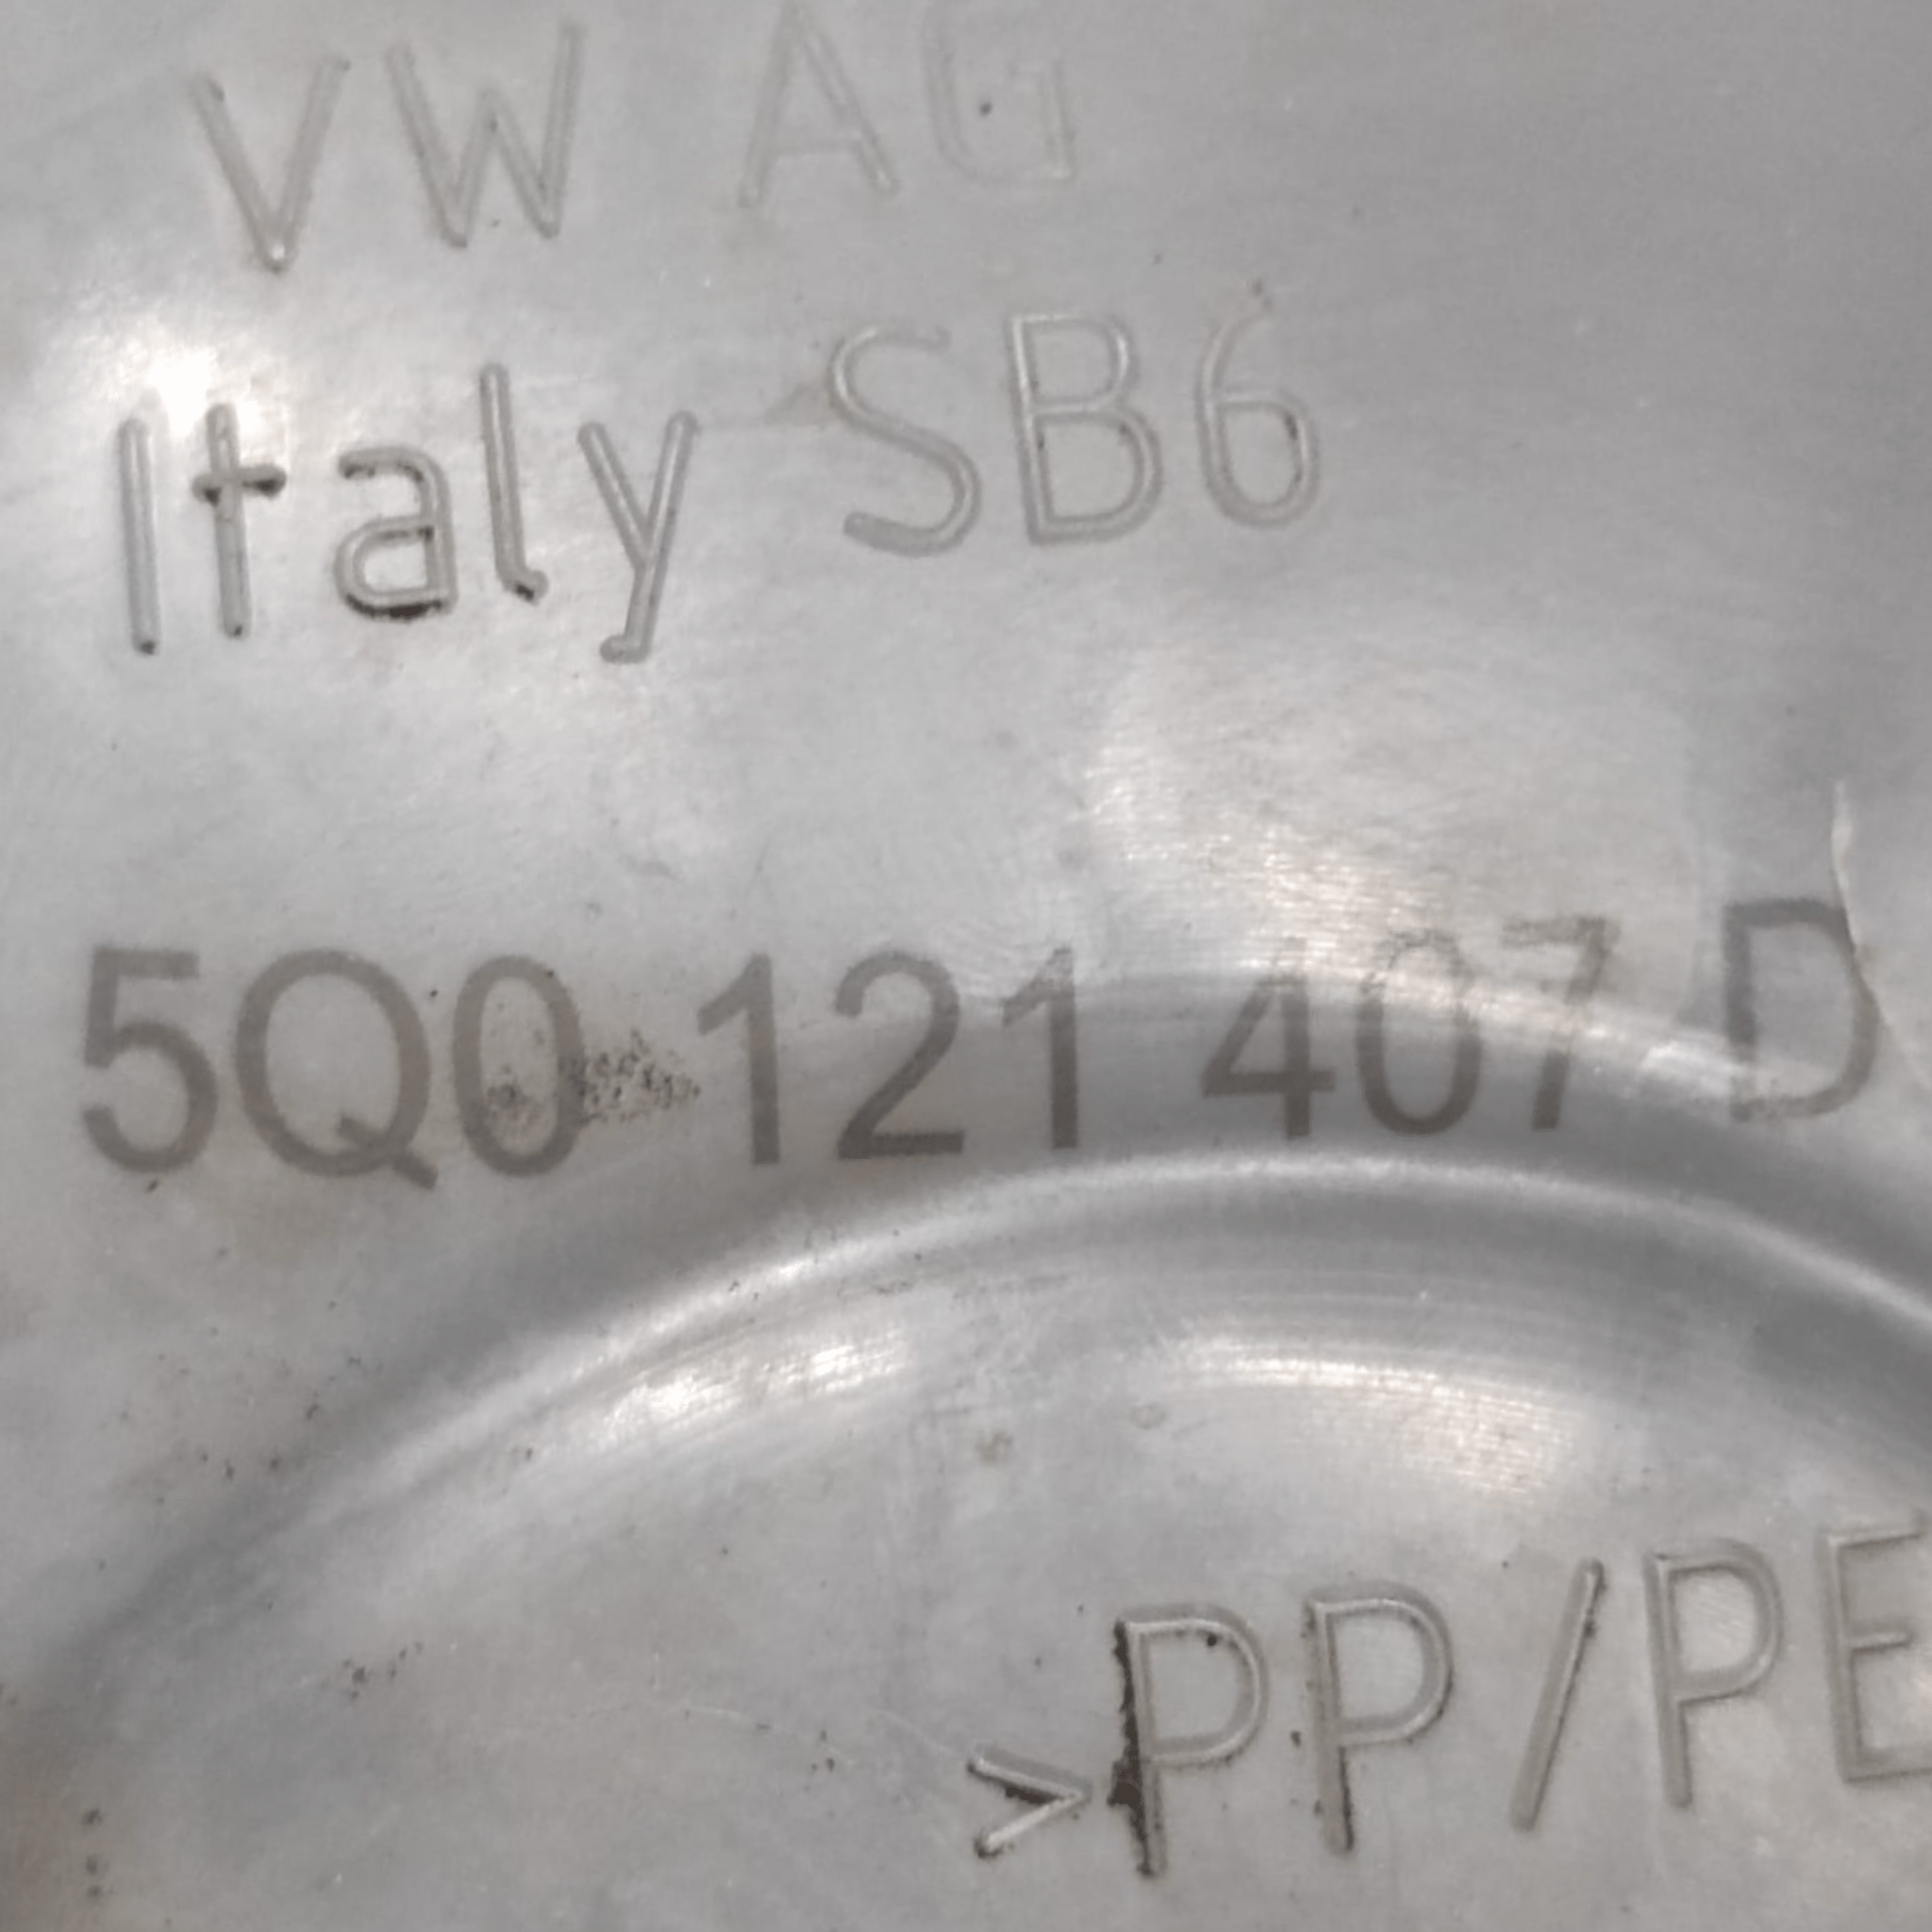 VW AG
Italy SB6
5Q0 121 407 D
>PP/PE